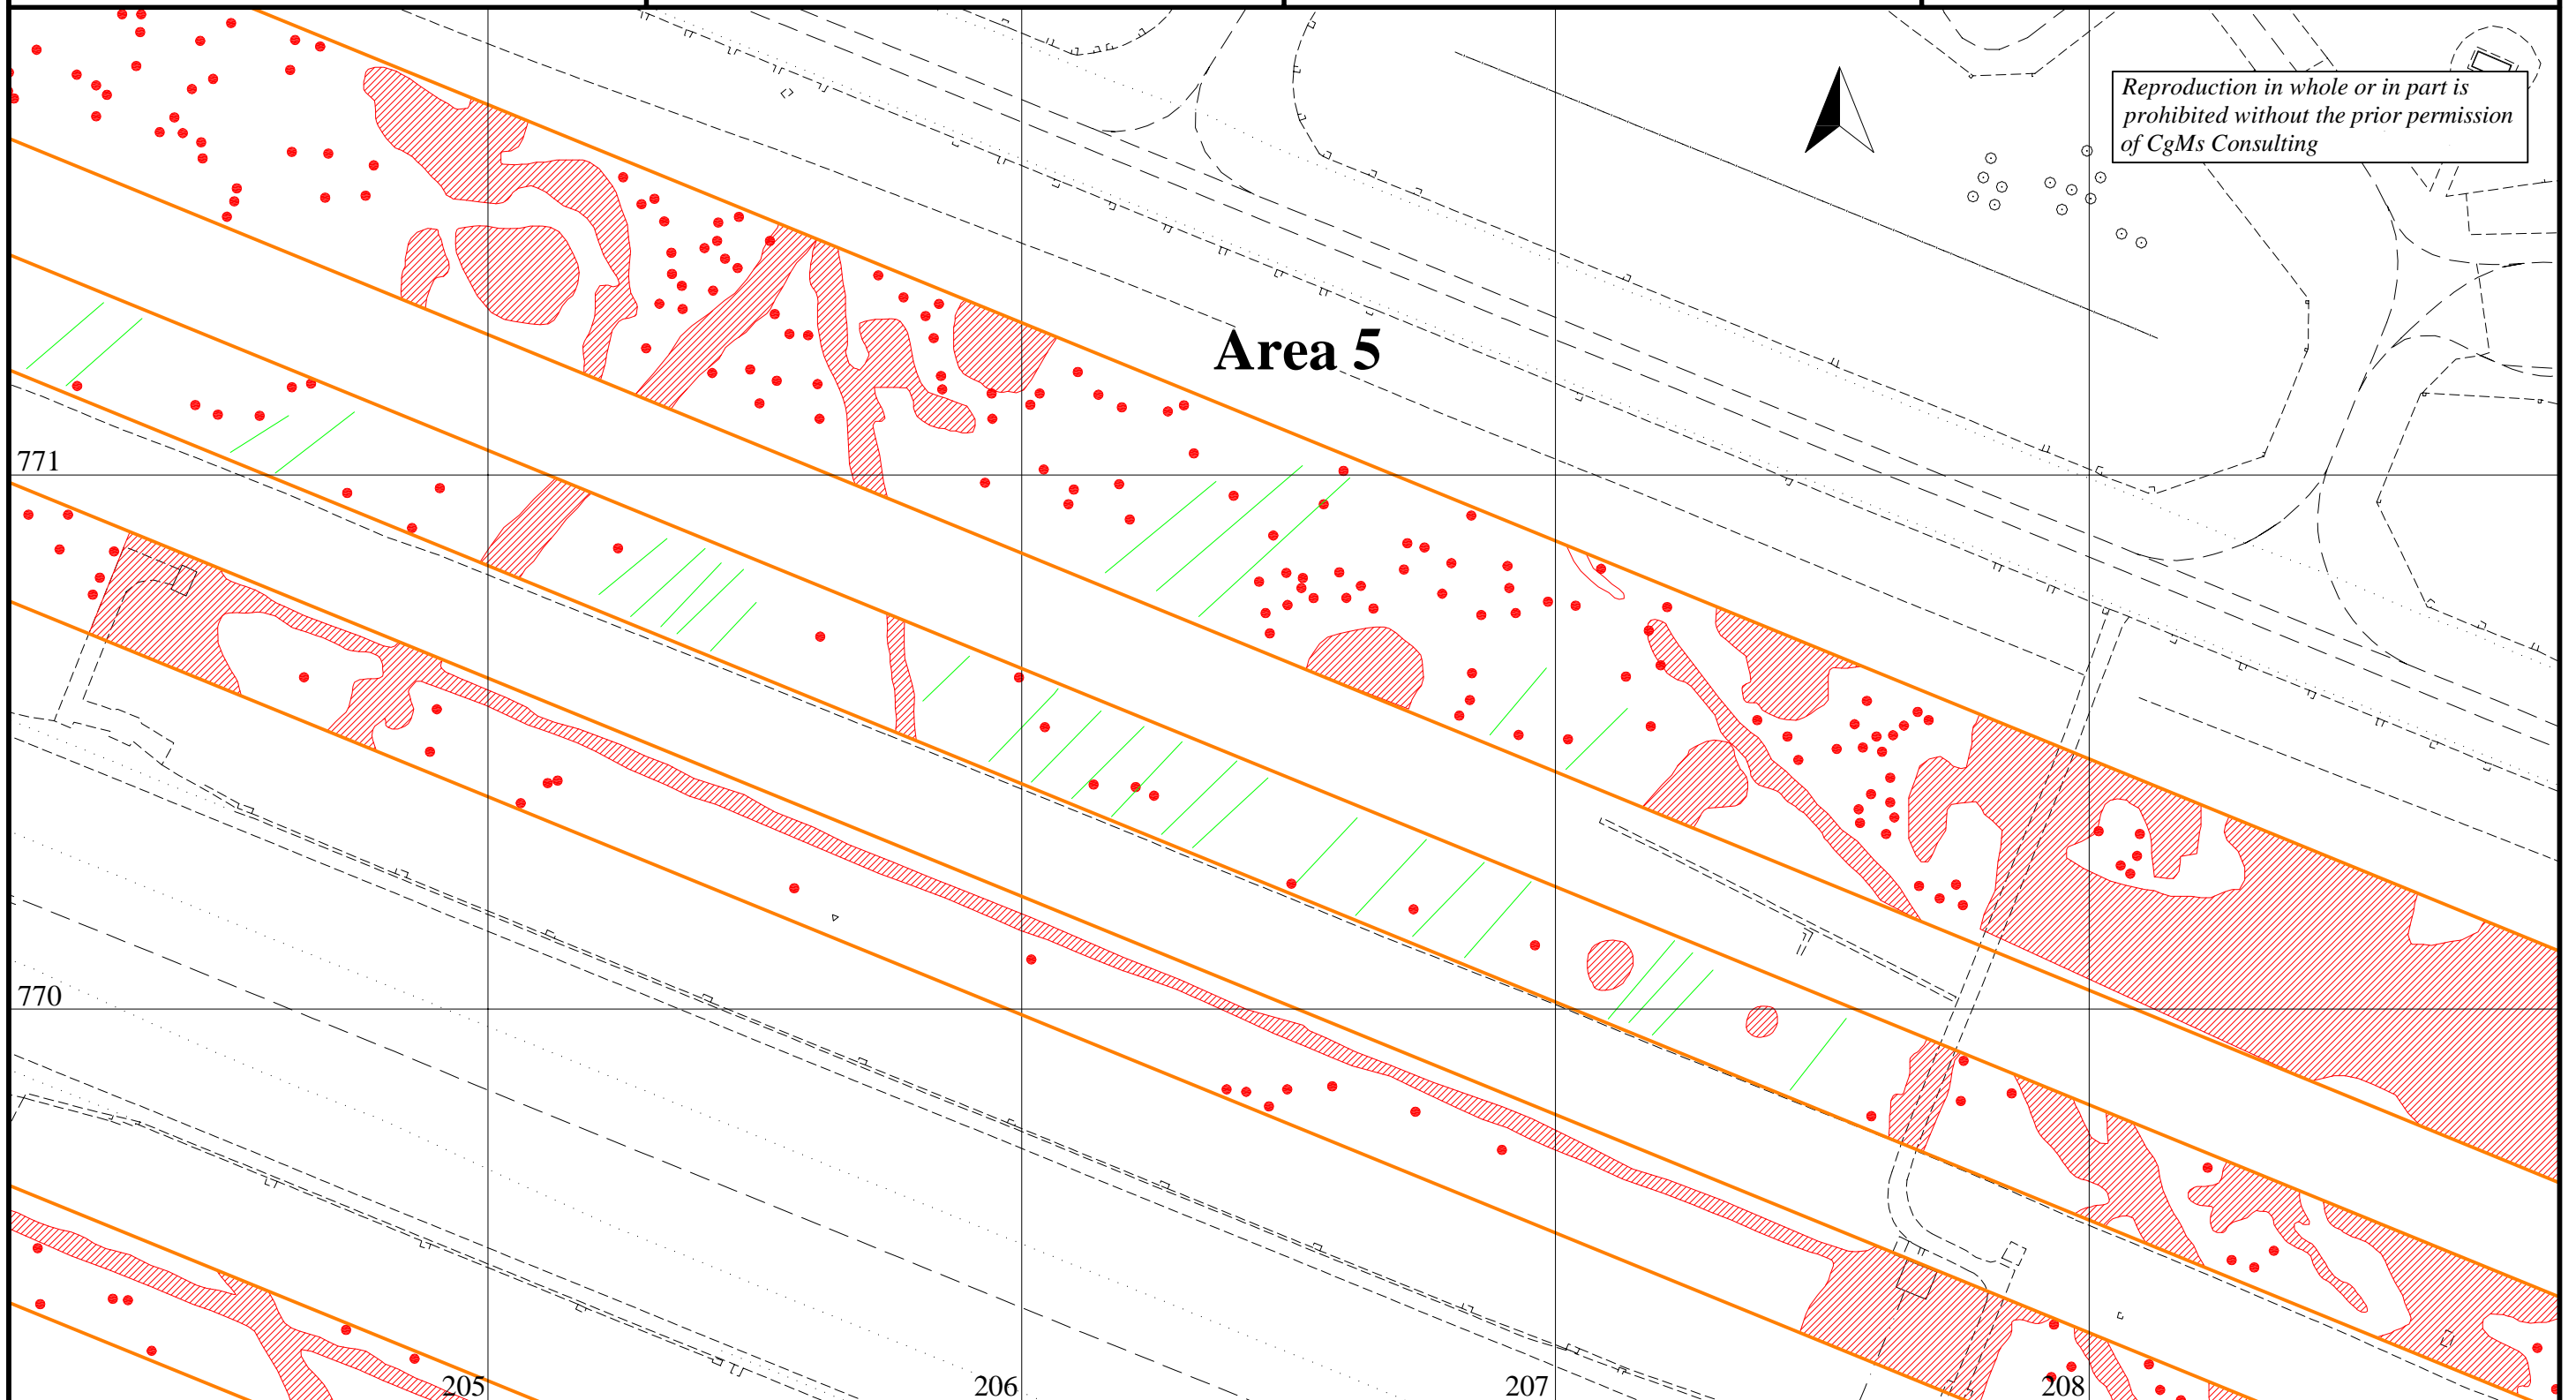 Reproduction in whole or in part is
prohibited without the prior permission
of CgMs Consulting
Area 5
771
770
205
206
207
208